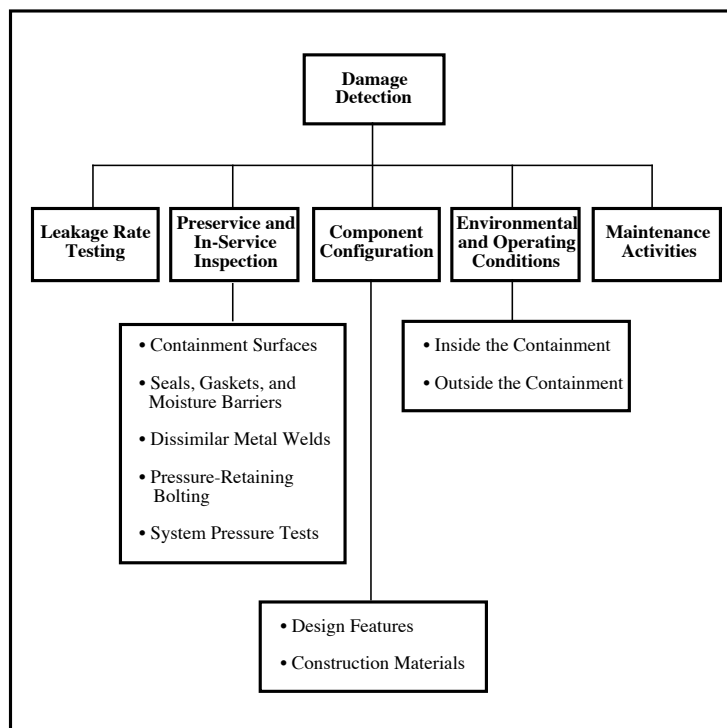 Damage
Detection
Leakage Rate
Testing
Preservice and
In-Service
Inspection
Component
Configuration
Environmental
and Operating
Conditions
Maintenance
Activities
• Containment Surfaces
• Seals, Gaskets, and
Moisture Barriers
• Dissimilar Metal Welds
• Pressure-Retaining
Bolting
• System Pressure Tests
• Inside the Containment
• Outside the Containment
• Design Features
• Construction Materials